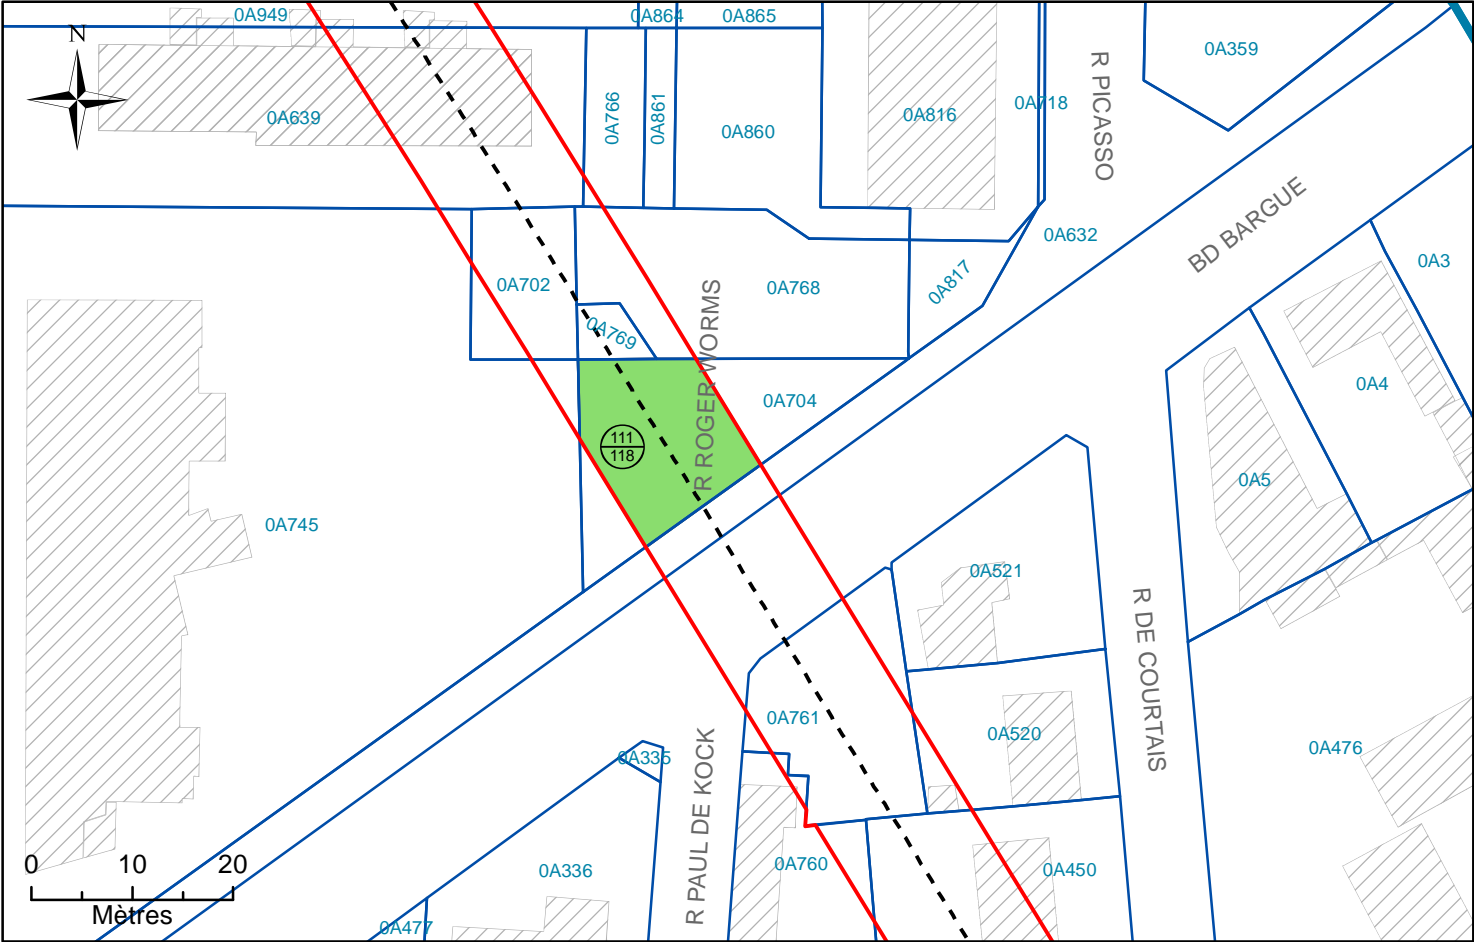 0A949
0A864
0A865
N
0A359
0A639
0A766
0A861
0A860
0A816
0A718
R PICASSO
BD BARGUE
0A632
0A3
0A702
0A768
0A817
0A769
R ROGER WORMS
0A704
0A4
111
118
0A5
0A745
0A521
R DE COURTAIS
0A761
0A520
0A476
0A335
R PAUL DE KOCK
0A336
0A760
0A450
0A477
0 10 20
Mètres